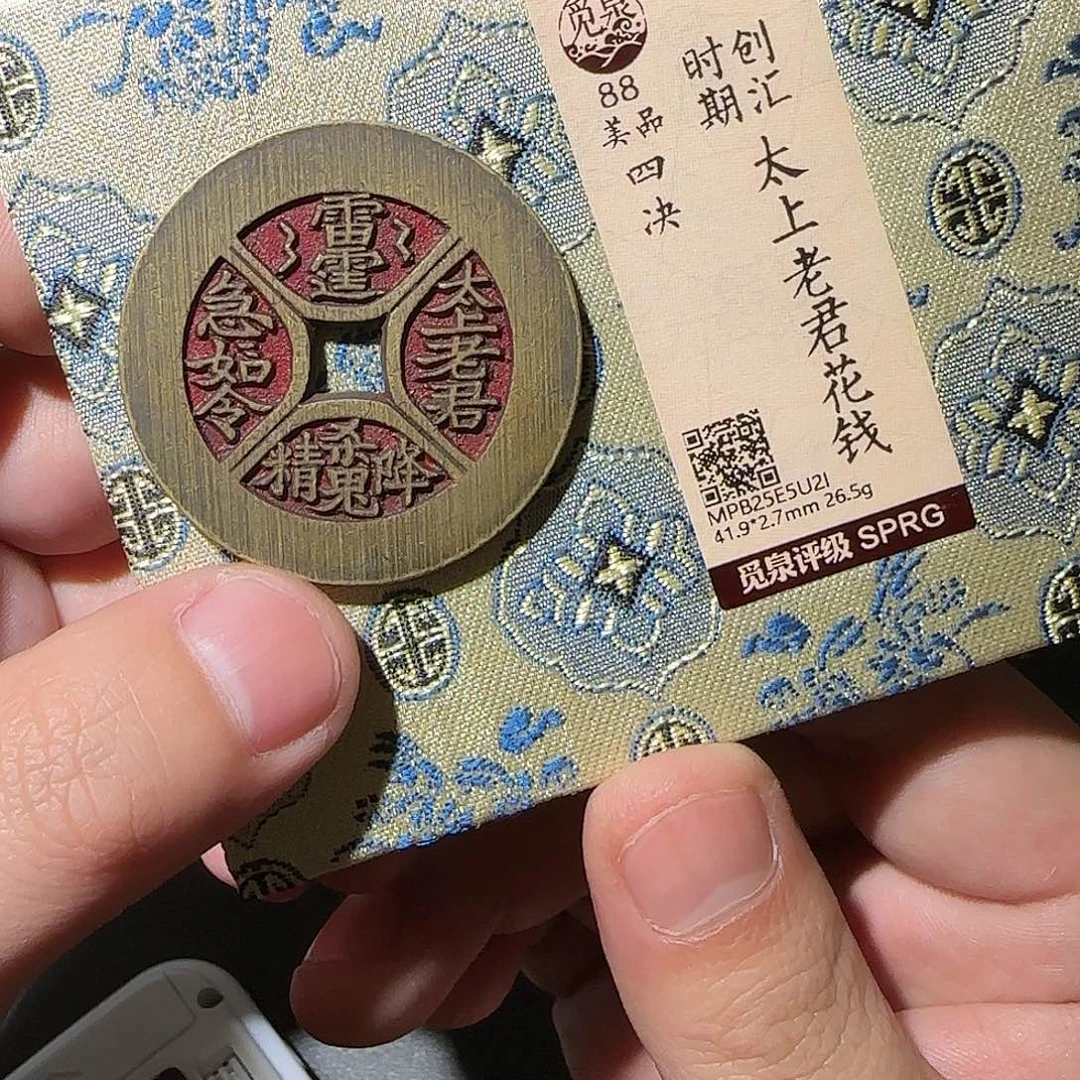 雷霆
太上老君
杀鬼降精
急如令
觅泉
88
美品
四决
创汇
时期
太上老君花钱
MPB25E5U2I
41.9*2.7mm 26.5g
觅泉评级 SPRG